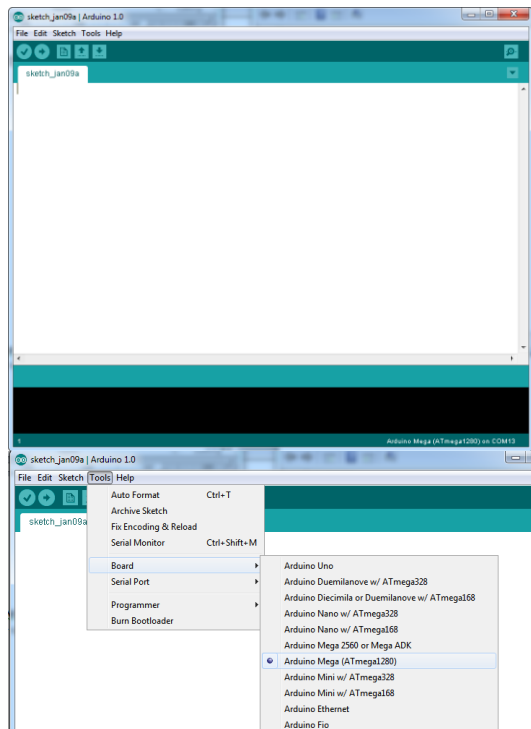 sketch_jan09a | Arduino 1.0
File Edit Sketch Tools Help
sketch_jan09a
1
Arduino Mega (ATmega1280) on COM13
sketch_jan09a | Arduino 1.0
File Edit Sketch Tools Help
sketch_jan09a
Auto Format Ctrl+T
Archive Sketch
Fix Encoding & Reload
Serial Monitor Ctrl+Shift+M
Board
Serial Port
Programmer
Burn Bootloader
Arduino Uno
Arduino Duemilanove w/ ATmega328
Arduino Diecimila or Duemilanove w/ ATmega168
Arduino Nano w/ ATmega328
Arduino Nano w/ ATmega168
Arduino Mega 2560 or Mega ADK
Arduino Mega (ATmega1280)
Arduino Mini w/ ATmega328
Arduino Mini w/ ATmega168
Arduino Ethernet
Arduino Fio